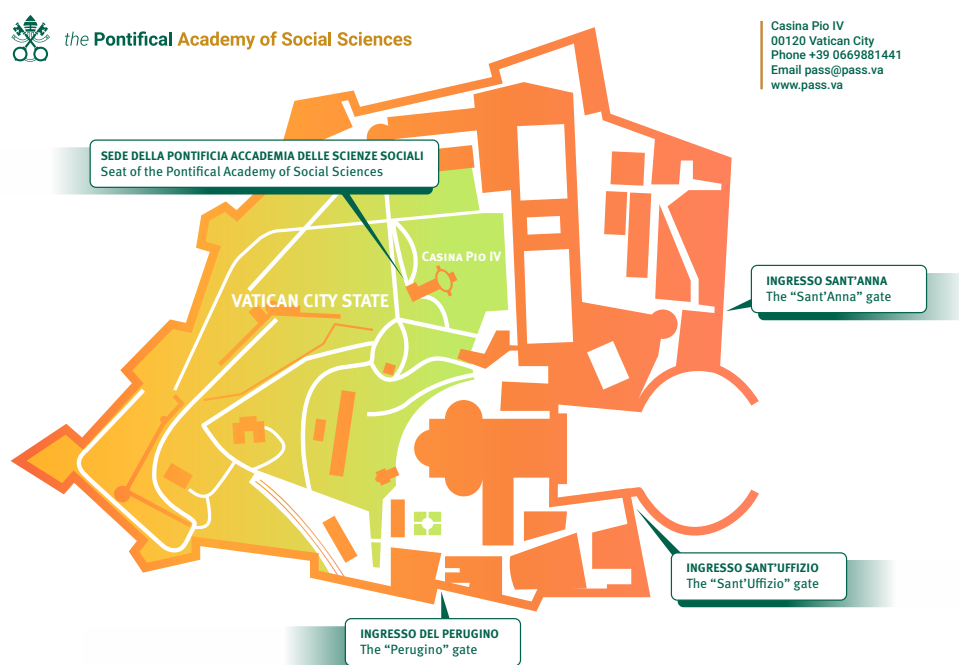 the Pontifical Academy of Social Sciences
Casina Pio IV
00120 Vatican City
Phone +39 0669881441
Email pass@pass.va
www.pass.va
SEDE DELLA PONTIFICIA ACCADEMIA DELLE SCIENZE SOCIALI
Seat of the Pontifical Academy of Social Sciences
CASINA PIO IV
VATICAN CITY STATE
INGRESSO SANT'ANNA
The “Sant'Anna” gate
INGRESSO SANT'UFFIZIO
The “Sant'Uffizio” gate
INGRESSO DEL PERUGINO
The “Perugino” gate